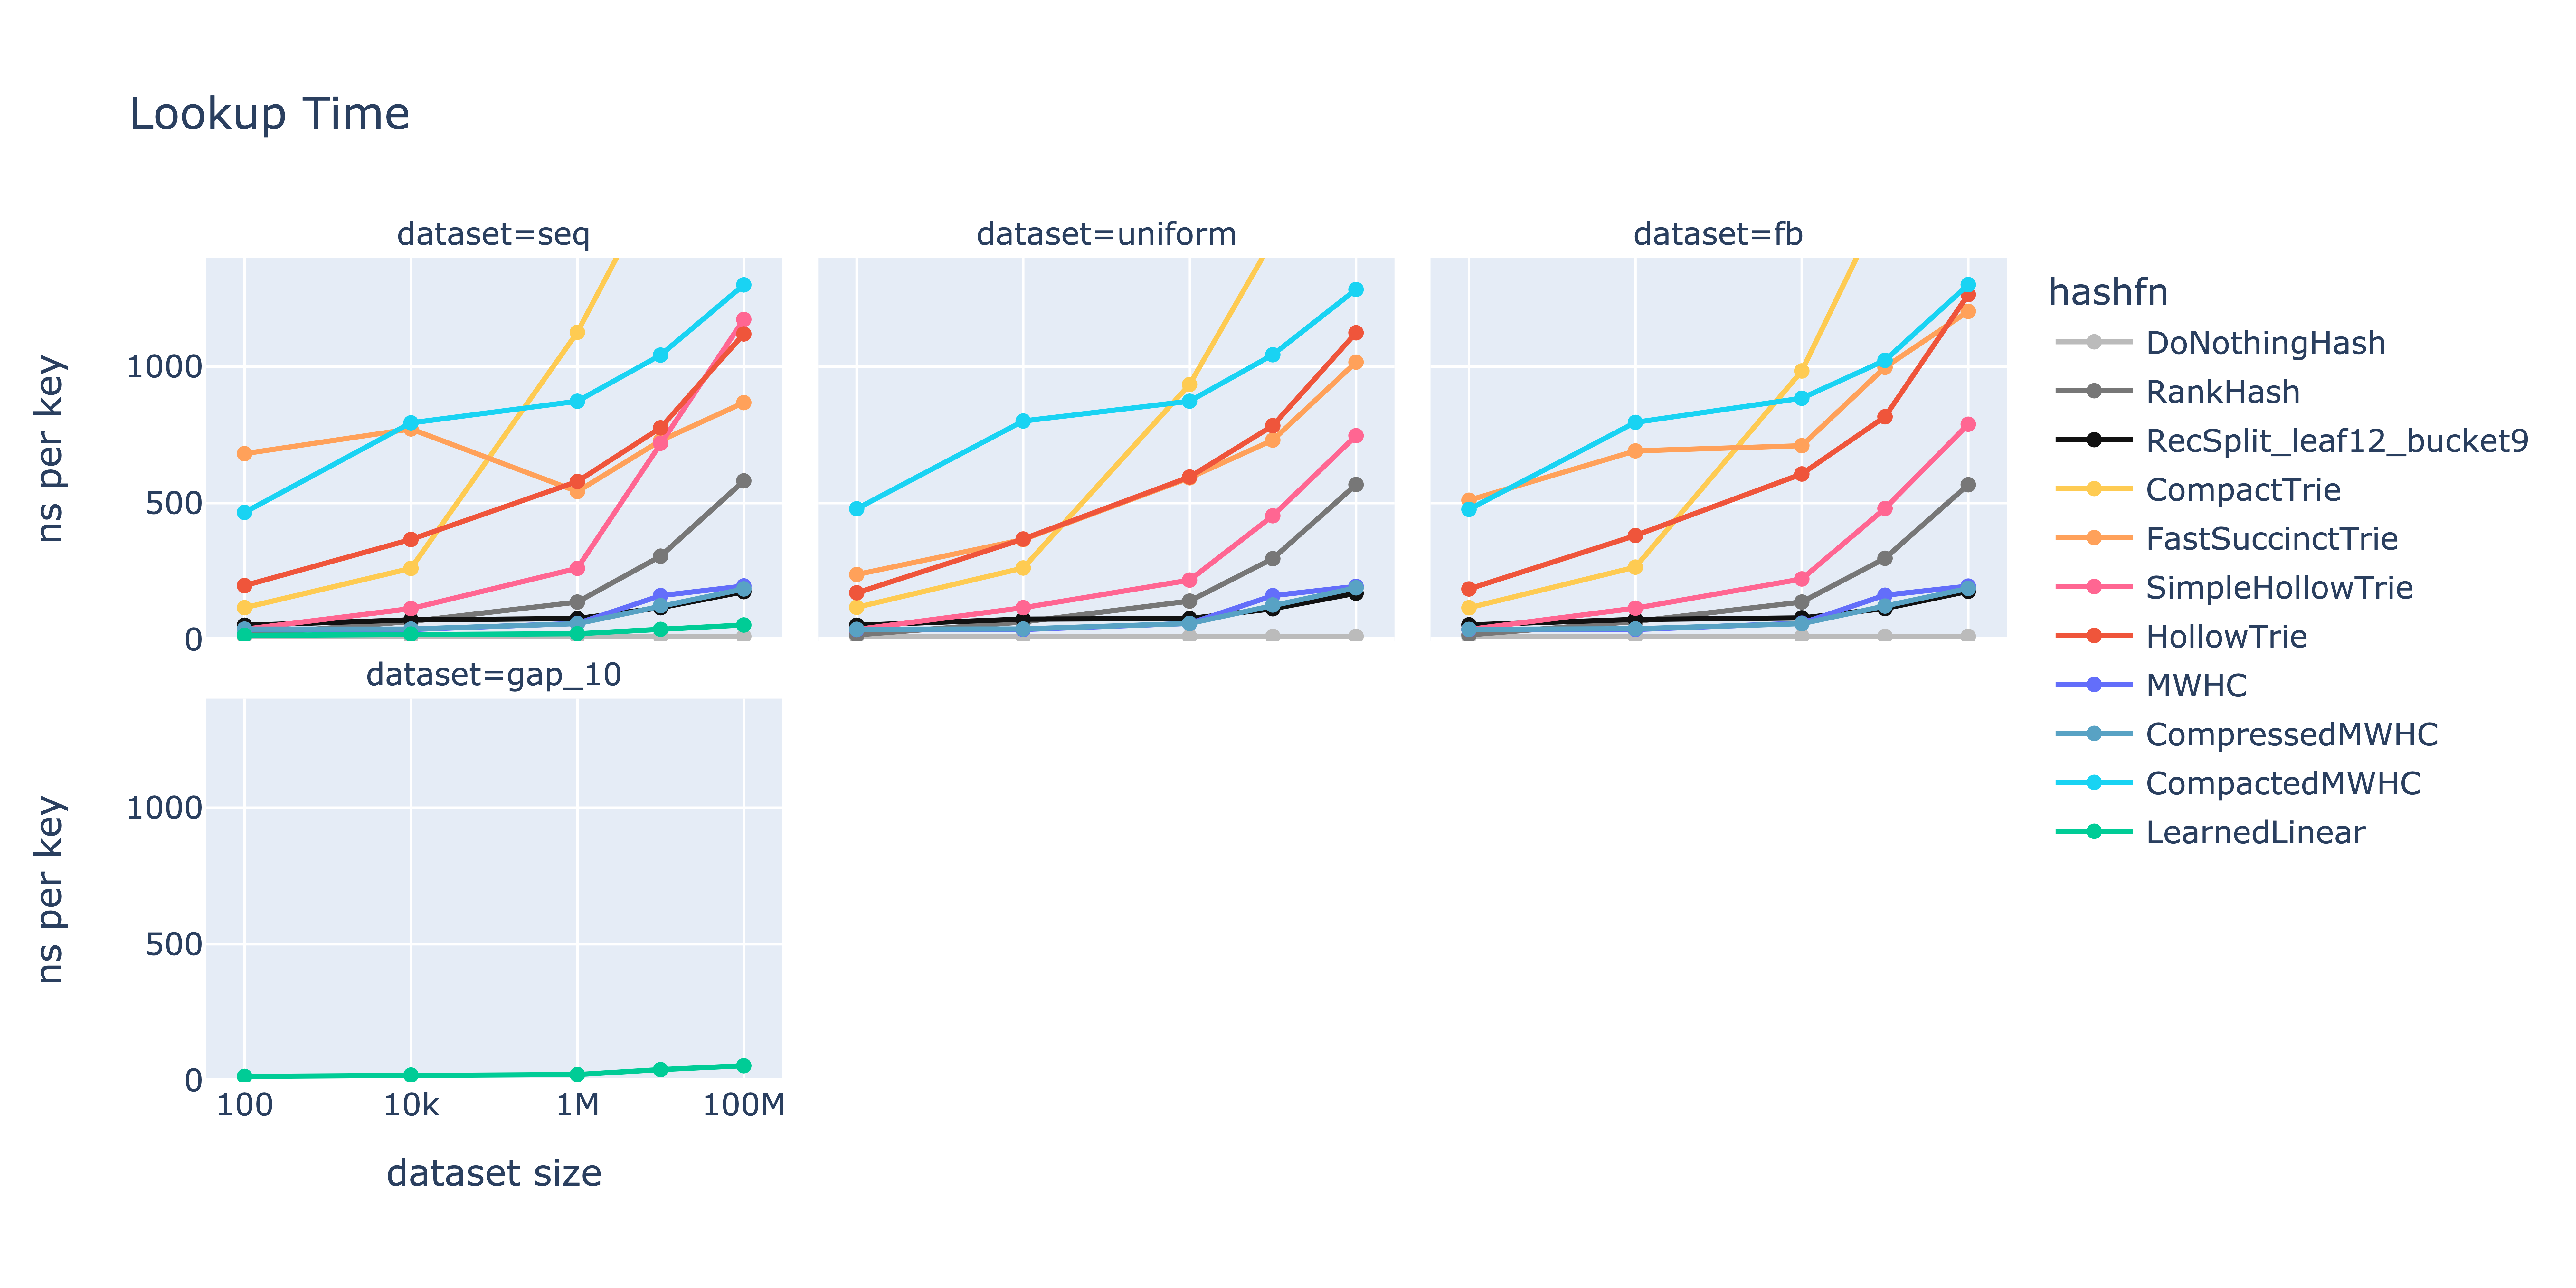 Lookup Time
dataset=seq
dataset=uniform
dataset=fb
ns per key
1000
500
0
dataset=gap_10
ns per key
1000
500
0
100
10k
1M
100M
dataset size
hashfn
DoNothingHash
RankHash
RecSplit_leaf12_bucket9
CompactTrie
FastSuccinctTrie
SimpleHollowTrie
HollowTrie
MWHC
CompressedMWHC
CompactedMWHC
LearnedLinear